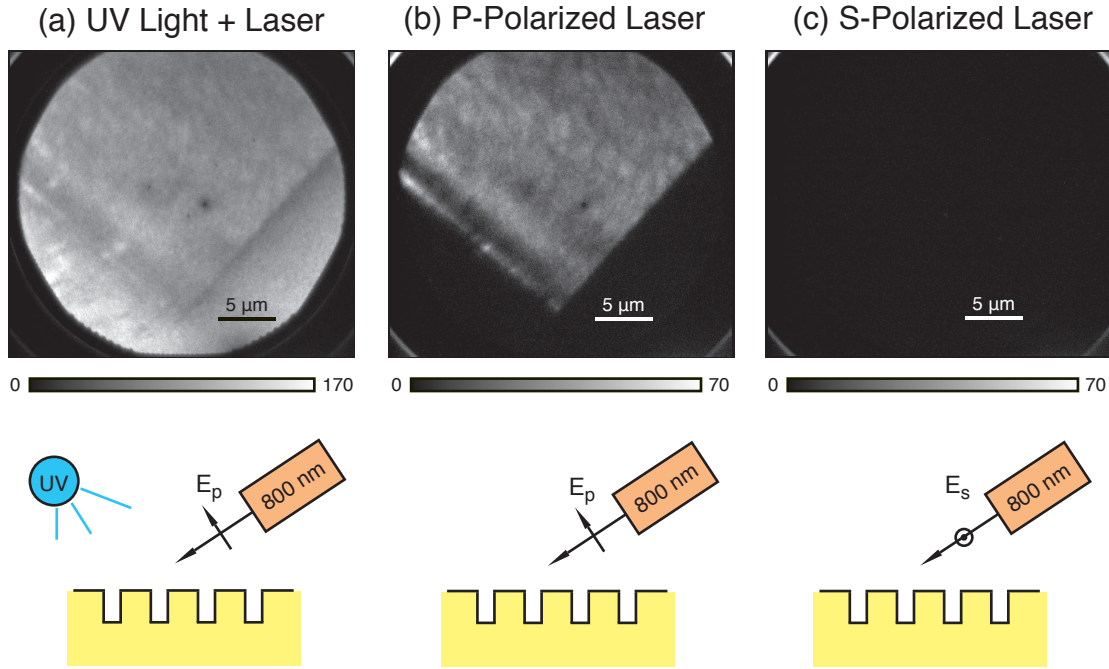 (a) UV Light + Laser
(b) P-Polarized Laser
(c) S-Polarized Laser
5 µm
5 µm
5 µm
0
170
0
70
0
70
UV
Ep
800 nm
Ep
800 nm
Es
800 nm